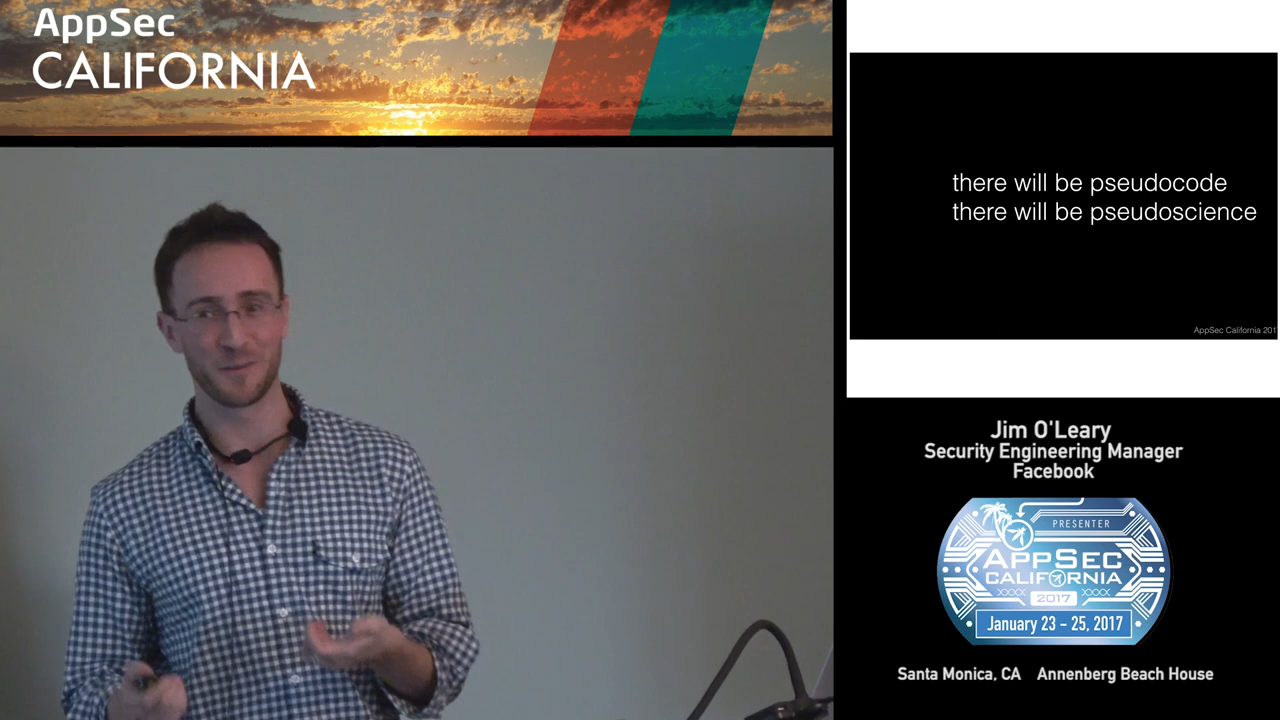 AppSec
CALIFORNIA
there will be pseudocode
there will be pseudoscience
AppSec California 201
Jim O'Leary
Security Engineering Manager
Facebook
PRESENTER
APPSEC
CALIFORNIA
2017
January 23 - 25, 2017
Santa Monica, CA Annenberg Beach House